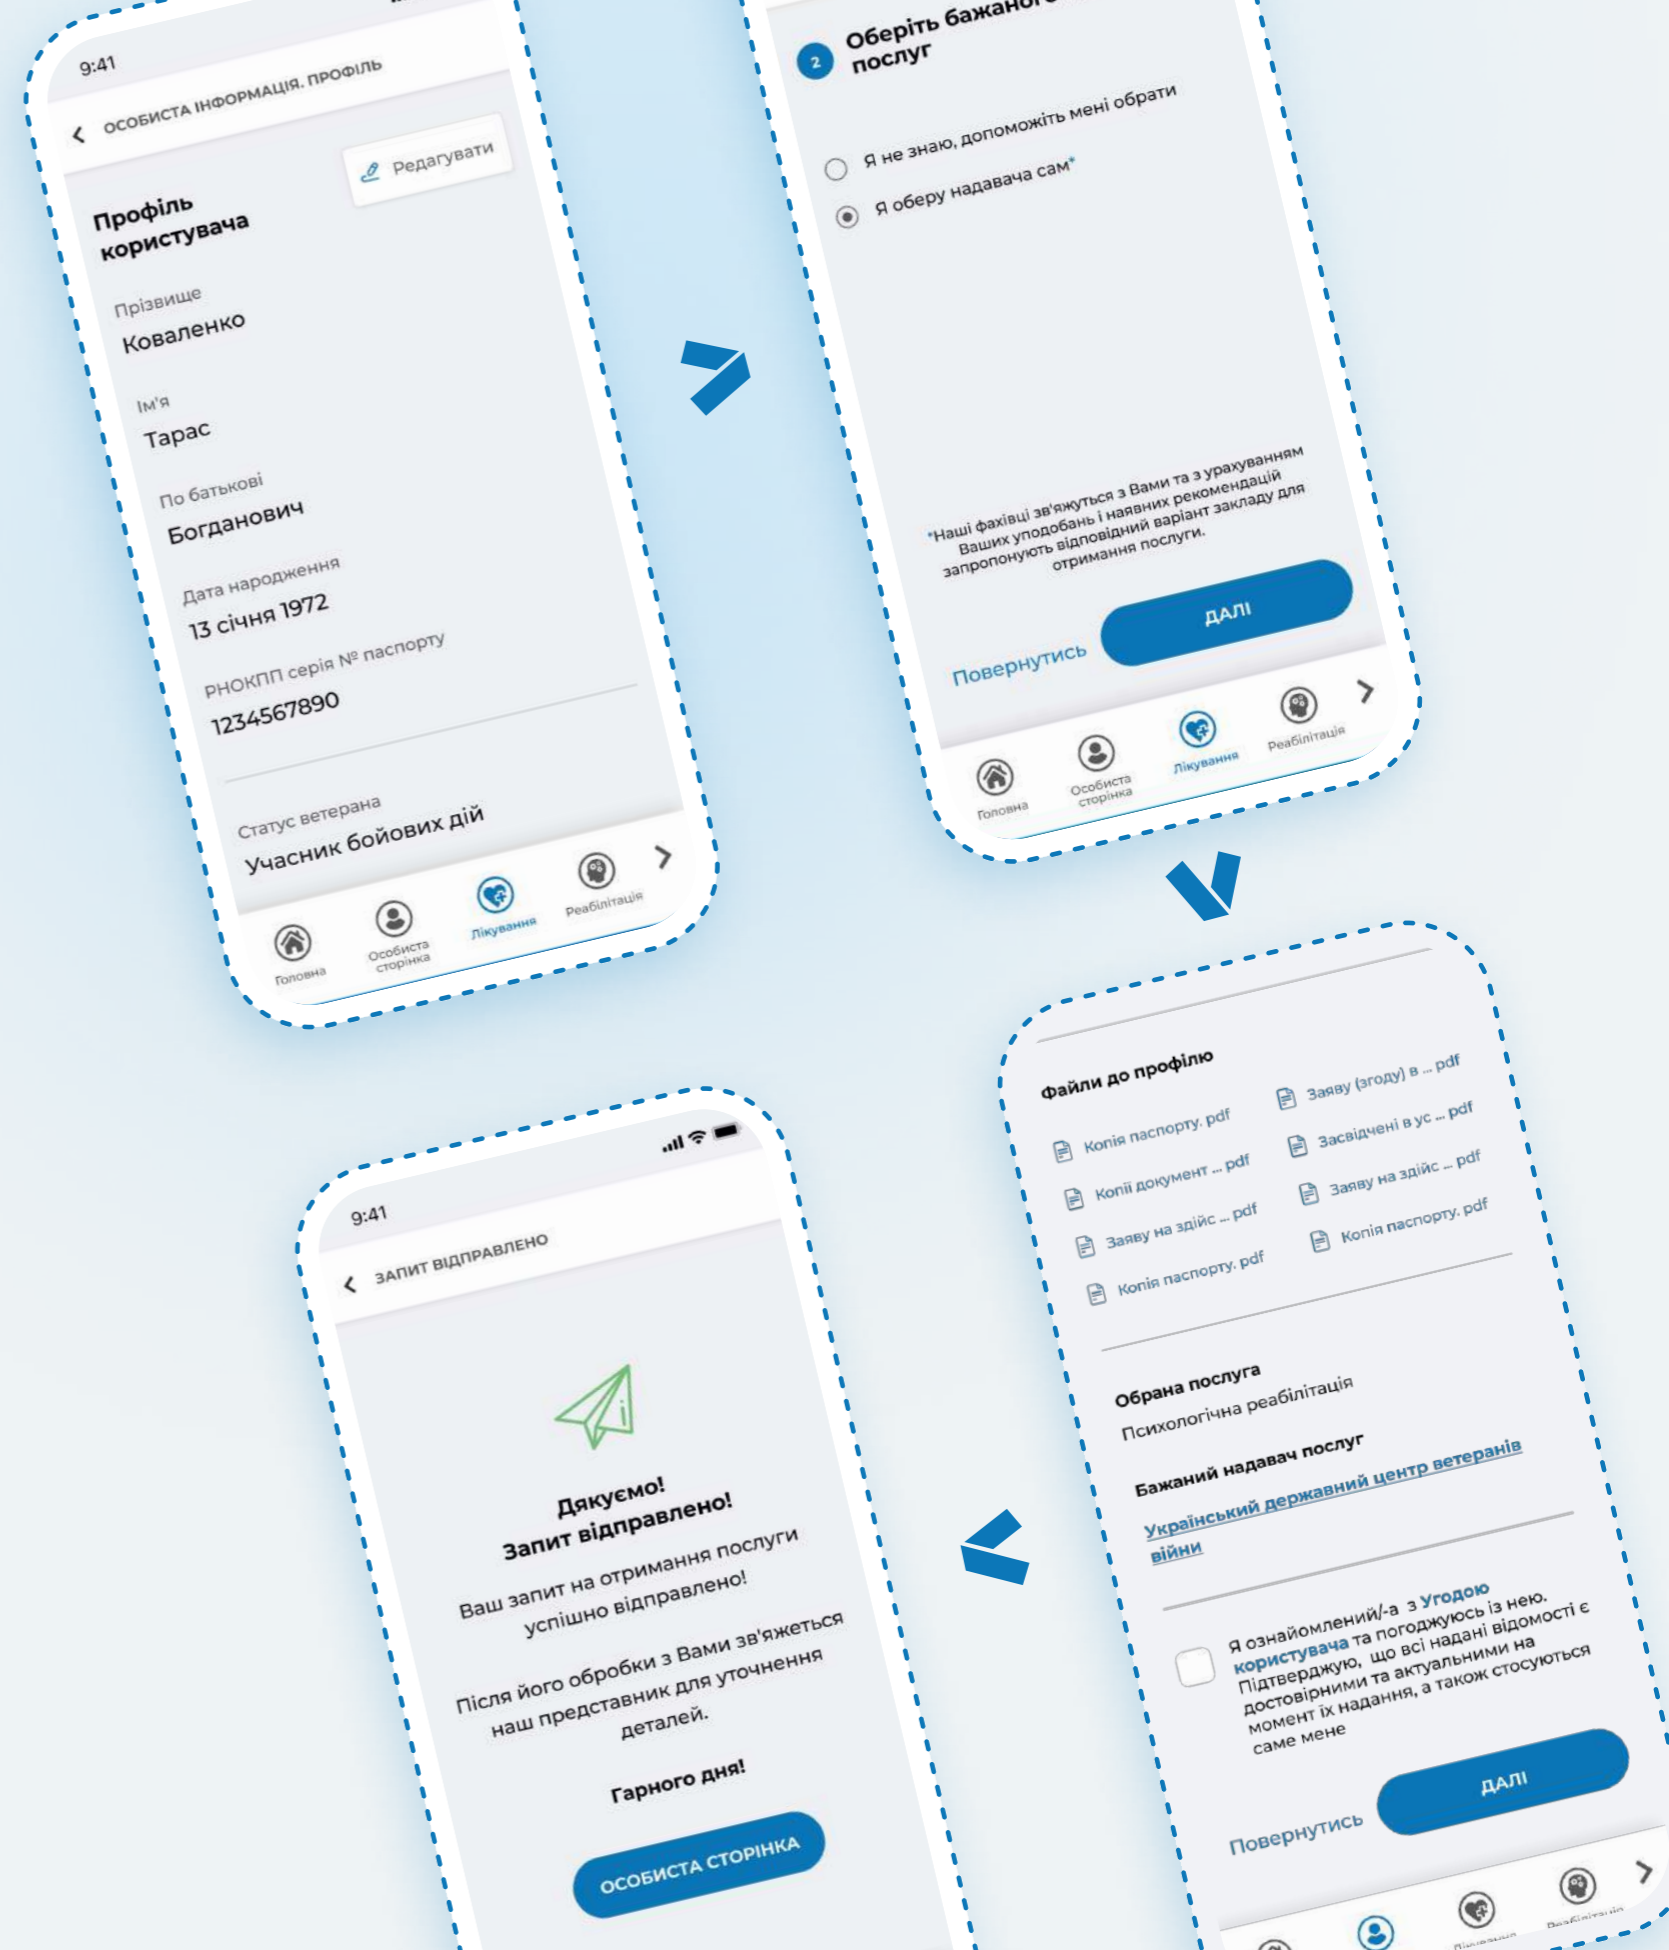 9:41
ОСОБИСТА ІНФОРМАЦІЯ. ПРОФІЛЬ
Редагувати
Профіль
користувача
Прізвище
Коваленко
Ім'я
Тарас
По батькові
Богданович
Дата народження
13 січня 1972
РНОКПП серія № паспорту
1234567890
Статус ветерана
Учасник бойових дій
Головна
Особиста
сторінка
Лікування
Реабілітація
2
Оберіть бажаного
послуг
Я не знаю, допоможіть мені обрати
Я оберу надавача сам*
*Наші фахівці зв'яжуться з Вами та з урахуванням
Ваших уподобань і наявних рекомендацій
запропонують відповідний варіант закладу для
отримання послуги.
Повернутись
ДАЛІ
Головна
Особиста
сторінка
Лікування
Реабілітація
Файли до профілю
Копія паспорту. pdf
Заяву (згоду) в ... pdf
Копії документ ... pdf
Засвідчені в ус ... pdf
Заяву на здійс ... pdf
Заяву на здійс ... pdf
Копія паспорту. pdf
Копія паспорту. pdf
Обрана послуга
Психологічна реабілітація
Бажаний надавач послуг
Український державний центр ветеранів
війни
Я ознайомлений/-а з Угодою
користувача та погоджуюсь із нею.
Підтверджую, що всі надані відомості є
достовірними та актуальними на
момент їх надання, а також стосуються
саме мене
Повернутись
ДАЛІ
9:41
ЗАПИТ ВІДПРАВЛЕНО
Дякуємо!
Запит відправлено!
Ваш запит на отримання послуги
успішно відправлено!
Після його обробки з Вами зв'яжеться
наш представник для уточнення
деталей.
Гарного дня!
ОСОБИСТА СТОРІНКА